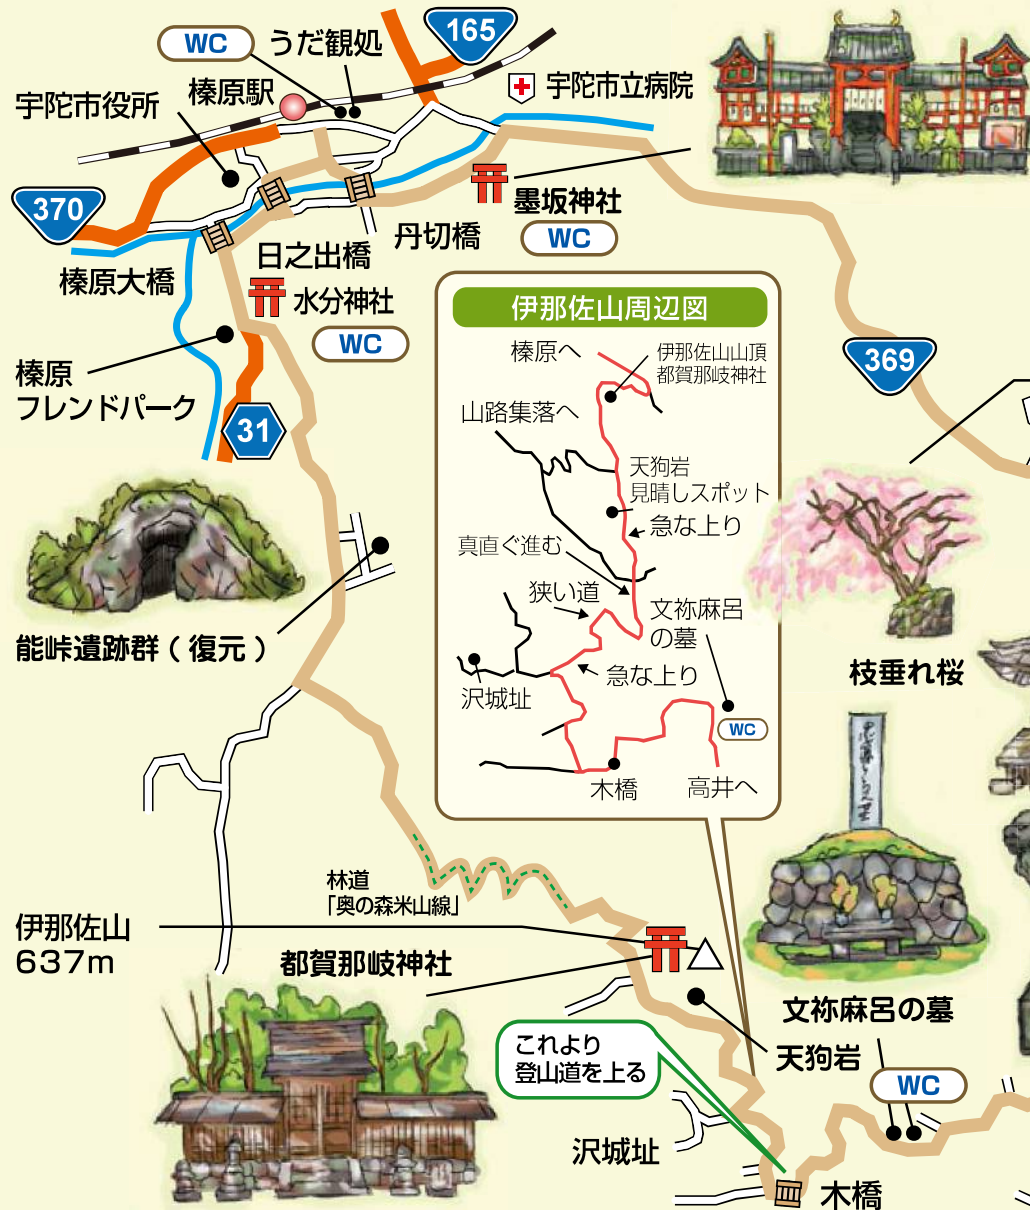 WC
うだ観処
165
宇陀市役所
榛原駅
宇陀市立病院
370
墨坂神社
WC
丹切橋
日之出橋
榛原大橋
水分神社
WC
榛原
フレンドパーク
31
369
伊那佐山周辺図
榛原へ
伊那佐山山頂
都賀那岐神社
山路集落へ
天狗岩
見晴しスポット
急な上り
真直ぐ進む
狭い道
文祢麻呂
の墓
急な上り
沢城址
WC
木橋
高井へ
能峠遺跡群(復元)
枝垂れ桜
林道
「奥の森米山線」
伊那佐山
637m
都賀那岐神社
文祢麻呂の墓
これより
登山道を上る
天狗岩
WC
沢城址
木橋